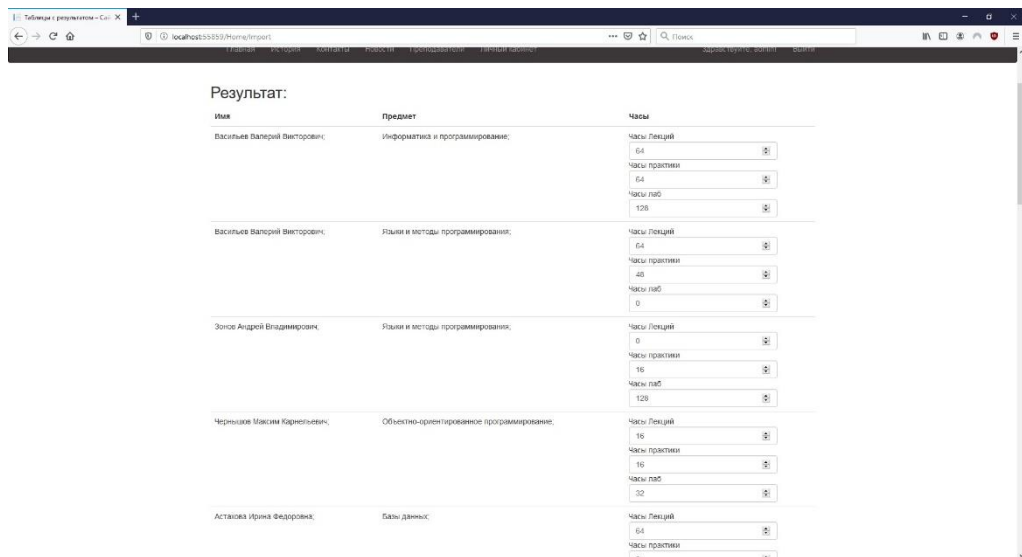 Таблицы с результатом – Сай
localhost:55859/Home/Import
Поиск
Главная История Контакты Новости Преподаватели Личный кабинет Здравствуйте, admin! Выйти
Результат:
Имя Предмет Часы
Васильев Валерий Викторович; Информатика и программирование; Часы Лекций
64
Часы практики
64
Часы лаб
128
Васильев Валерий Викторович; Языки и методы программирования; Часы Лекций
64
Часы практики
48
Часы лаб
0
Зонов Андрей Владимирович; Языки и методы программирования; Часы Лекций
0
Часы практики
16
Часы лаб
128
Чернышов Максим Карнельевич; Объектно-ориентированное программирование; Часы Лекций
16
Часы практики
16
Часы лаб
32
Астахова Ирина Федоровна; Базы данных; Часы Лекций
64
Часы практики